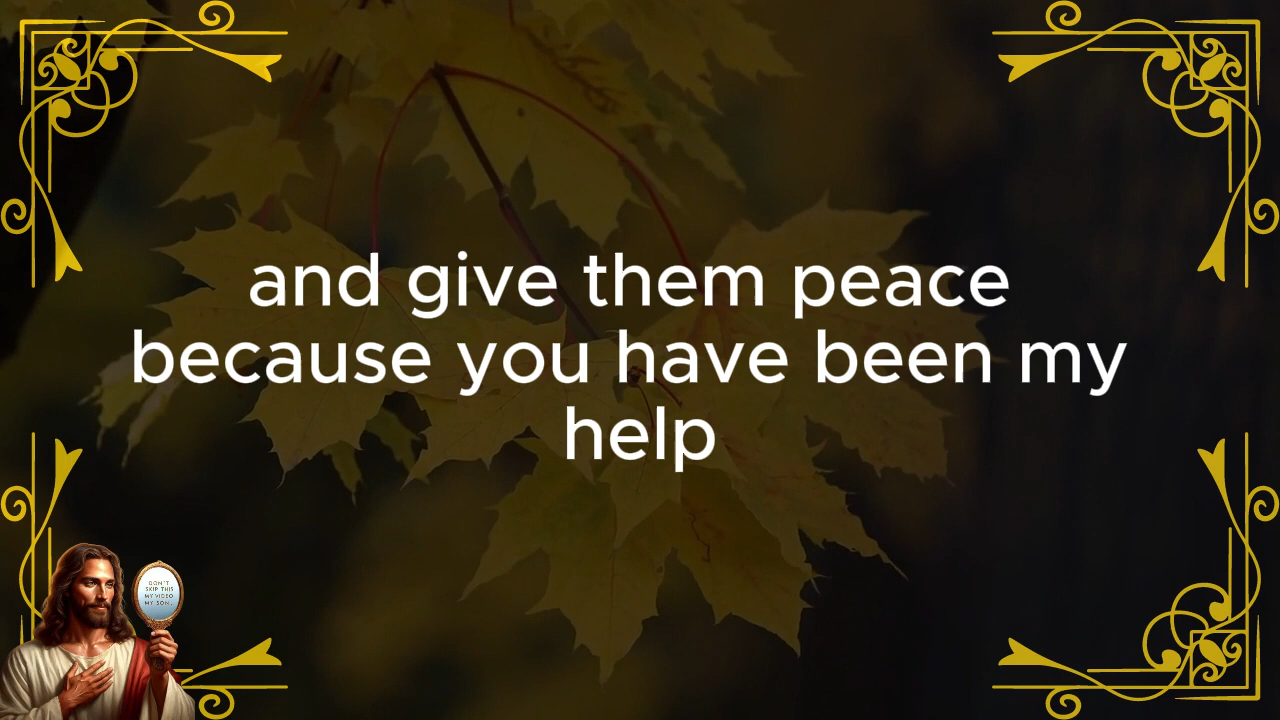 and give them peace
because you have been my
help
DON'T
SKIP THIS
MY VIDEO
MY SON.